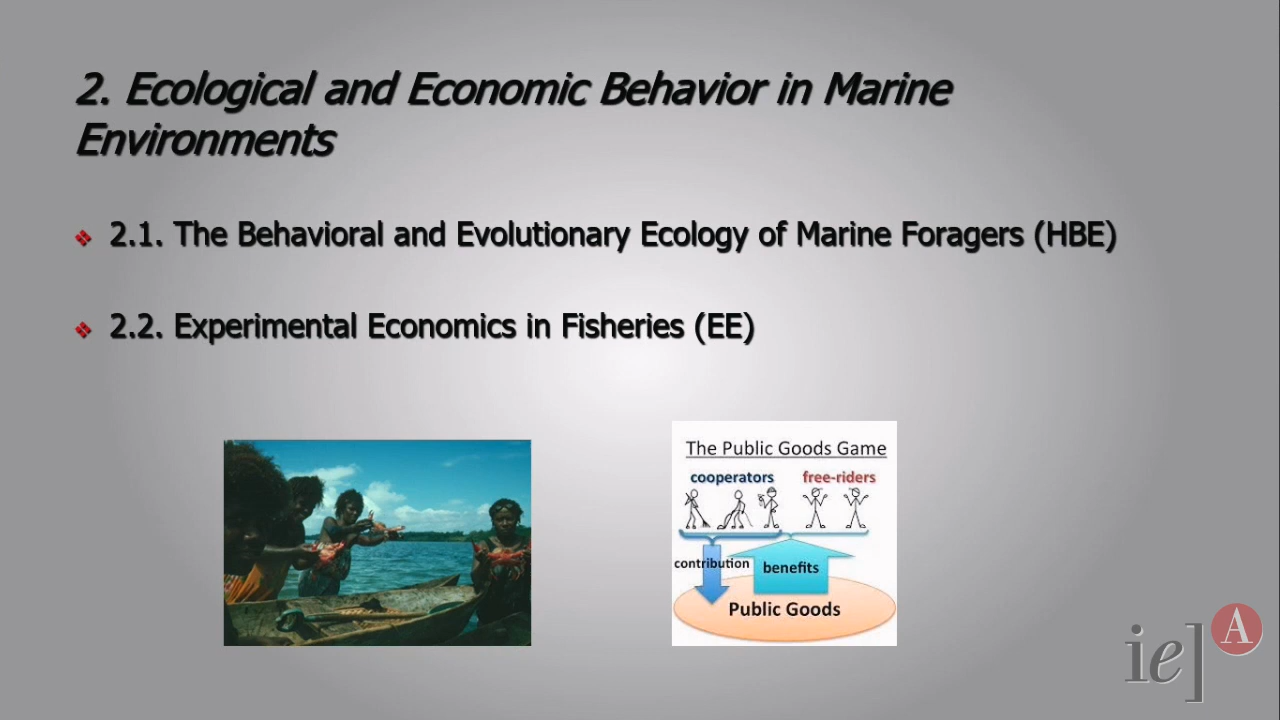 2. Ecological and Economic Behavior in Marine
Environments
2.1. The Behavioral and Evolutionary Ecology of Marine Foragers (HBE)
2.2. Experimental Economics in Fisheries (EE)
The Public Goods Game
cooperators free-riders
contribution benefits
Public Goods
ie] A